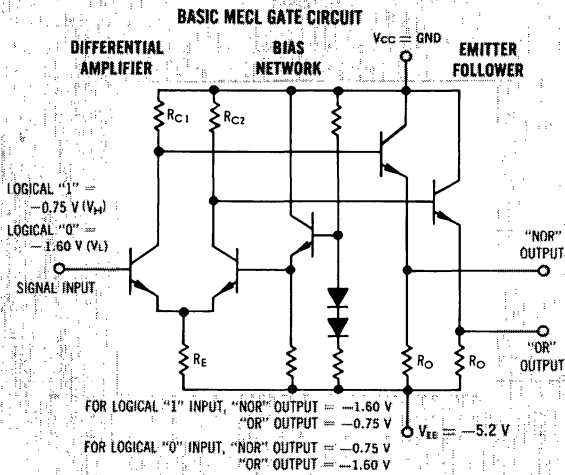 BASIC MECL GATE CIRCUIT
DIFFERENTIAL
AMPLIFIER
BIAS
NETWORK
VCC = GND
EMITTER
FOLLOWER
RC1
RC2
LOGICAL "1" =
-0.75 V (VH)
LOGICAL "0" =
-1.60 V (VL)
SIGNAL INPUT
"NOR"
OUTPUT
"OR"
OUTPUT
RE
RO
RO
FOR LOGICAL "1" INPUT, "NOR" OUTPUT = -1.60 V
"OR" OUTPUT = -0.75 V
VEE = -5.2 V
FOR LOGICAL "0" INPUT, "NOR" OUTPUT = -0.75 V
"OR" OUTPUT = -1.60 V